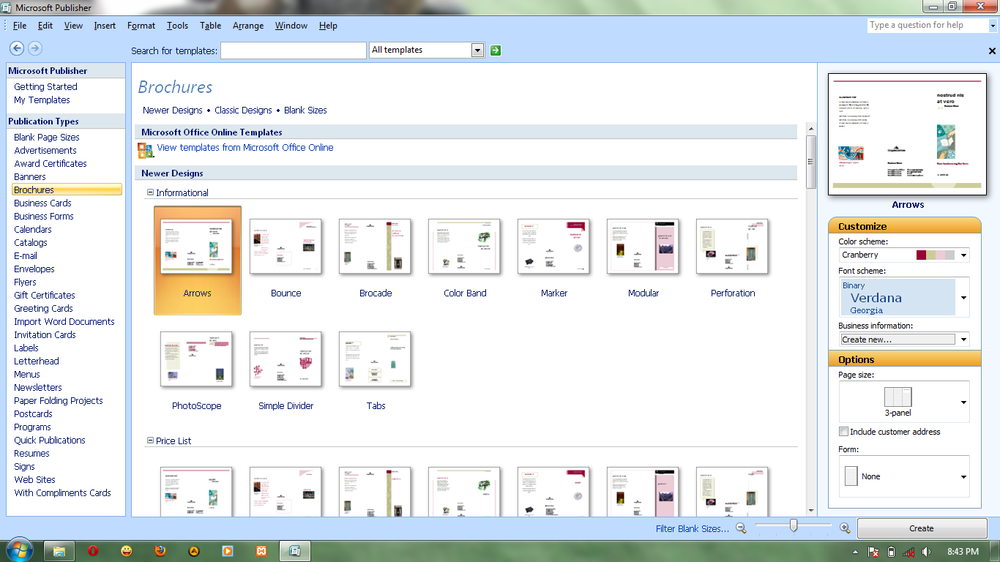 Microsoft Publisher
File Edit View Insert Format Tools Table Arrange Window Help
Type a question for help
Search for templates:
All templates
Microsoft Publisher
Getting Started
My Templates
Publication Types
Blank Page Sizes
Advertisements
Award Certificates
Banners
Brochures
Business Cards
Business Forms
Calendars
Catalogs
E-mail
Envelopes
Flyers
Gift Certificates
Greeting Cards
Import Word Documents
Invitation Cards
Labels
Letterhead
Menus
Newsletters
Paper Folding Projects
Postcards
Programs
Quick Publications
Resumes
Signs
Web Sites
With Compliments Cards
Brochures
Newer Designs • Classic Designs • Blank Sizes
Microsoft Office Online Templates
View templates from Microsoft Office Online
Newer Designs
Informational
Arrows Bounce Brocade Color Band Marker Modular Perforation
PhotoScope Simple Divider Tabs
Price List
nostrud nis
at vero
Arrows
Customize
Color scheme:
Cranberry
Font scheme:
Binary
Verdana
Georgia
Business information:
Create new...
Options
Page size:
3-panel
Include customer address
Form:
None
Filter Blank Sizes...
Create
8:43 PM